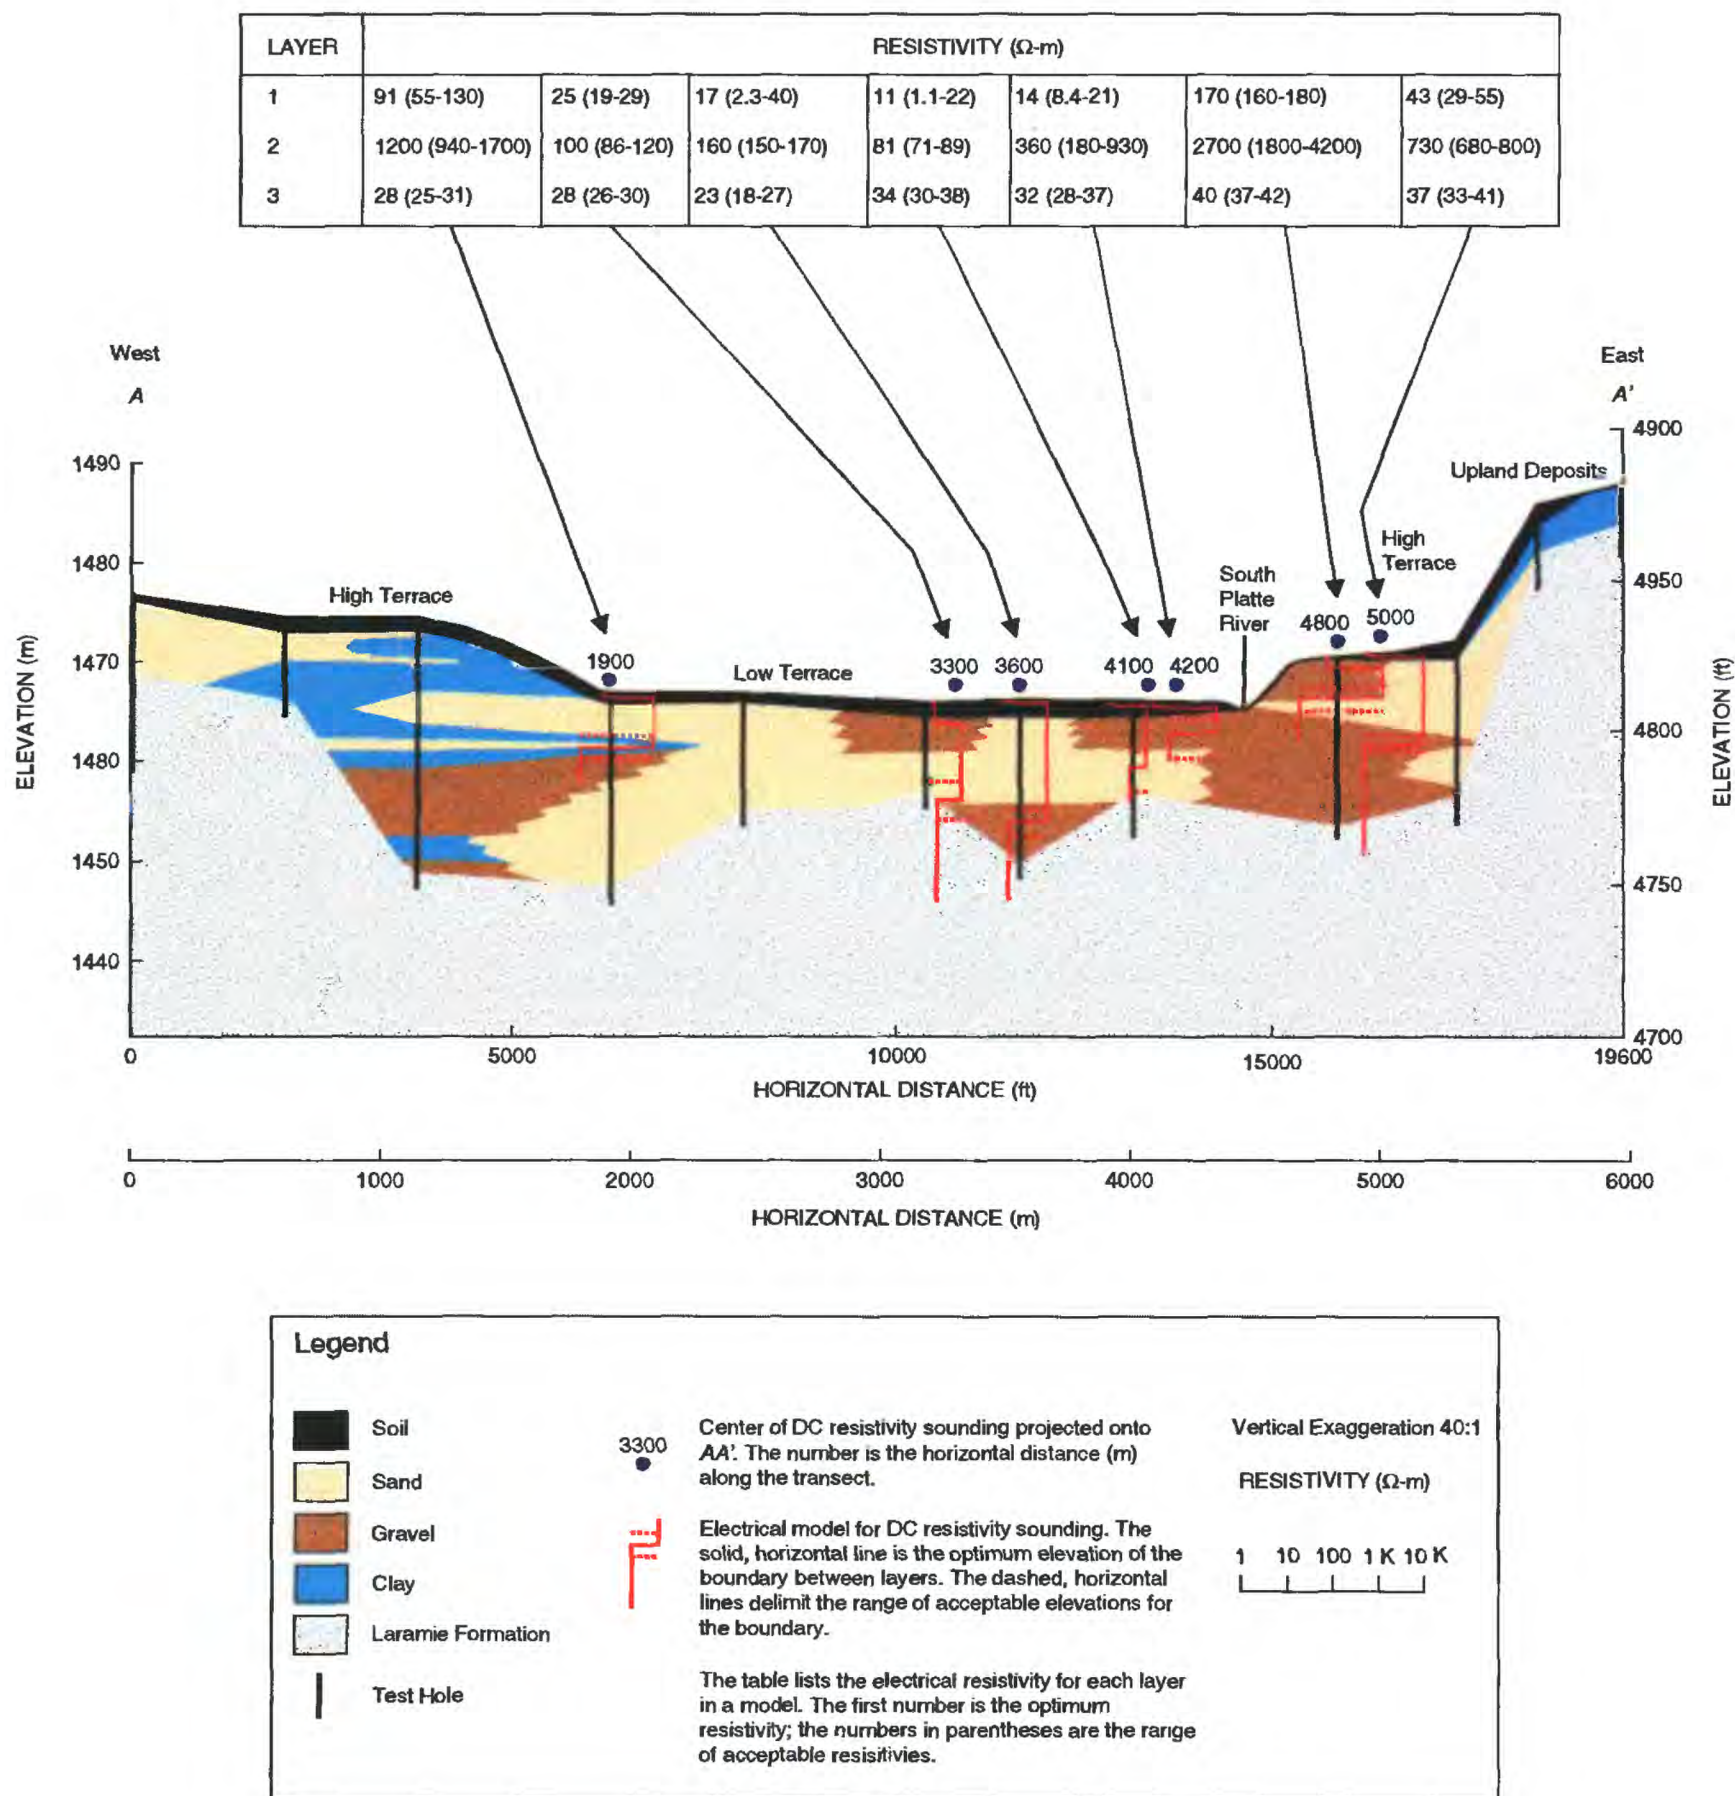 LAYER RESISTIVITY (Ω-m)
1 91 (55-130) 25 (19-29) 17 (2.3-40) 11 (1.1-22) 14 (8.4-21) 170 (160-180) 43 (29-55)
2 1200 (940-1700) 100 (86-120) 160 (150-170) 81 (71-89) 360 (180-930) 2700 (1800-4200) 730 (680-800)
3 28 (25-31) 28 (26-30) 23 (18-27) 34 (30-38) 32 (28-37) 40 (37-42) 37 (33-41)
West
A
East
A'
1490
1480
1470
1480
1450
1440
ELEVATION (m)
4900
4950
4800
4750
4700
ELEVATION (ft)
High Terrace
1900
Low Terrace
3300
3600
4100
4200
South
Platte
River
4800
5000
High
Terrace
Upland Deposits
0 5000 10000 15000 19600
HORIZONTAL DISTANCE (ft)
0 1000 2000 3000 4000 5000 6000
HORIZONTAL DISTANCE (m)
Legend
Soil
Sand
Gravel
Clay
Laramie Formation
Test Hole
3300
Center of DC resistivity sounding projected onto
AA'. The number is the horizontal distance (m)
along the transect.
Electrical model for DC resistivity sounding. The
solid, horizontal line is the optimum elevation of the
boundary between layers. The dashed, horizontal
lines delimit the range of acceptable elevations for
the boundary.
The table lists the electrical resistivity for each layer
in a model. The first number is the optimum
resistivity; the numbers in parentheses are the range
of acceptable resisitivies.
Vertical Exaggeration 40:1
RESISTIVITY (Ω-m)
1 10 100 1 K 10 K